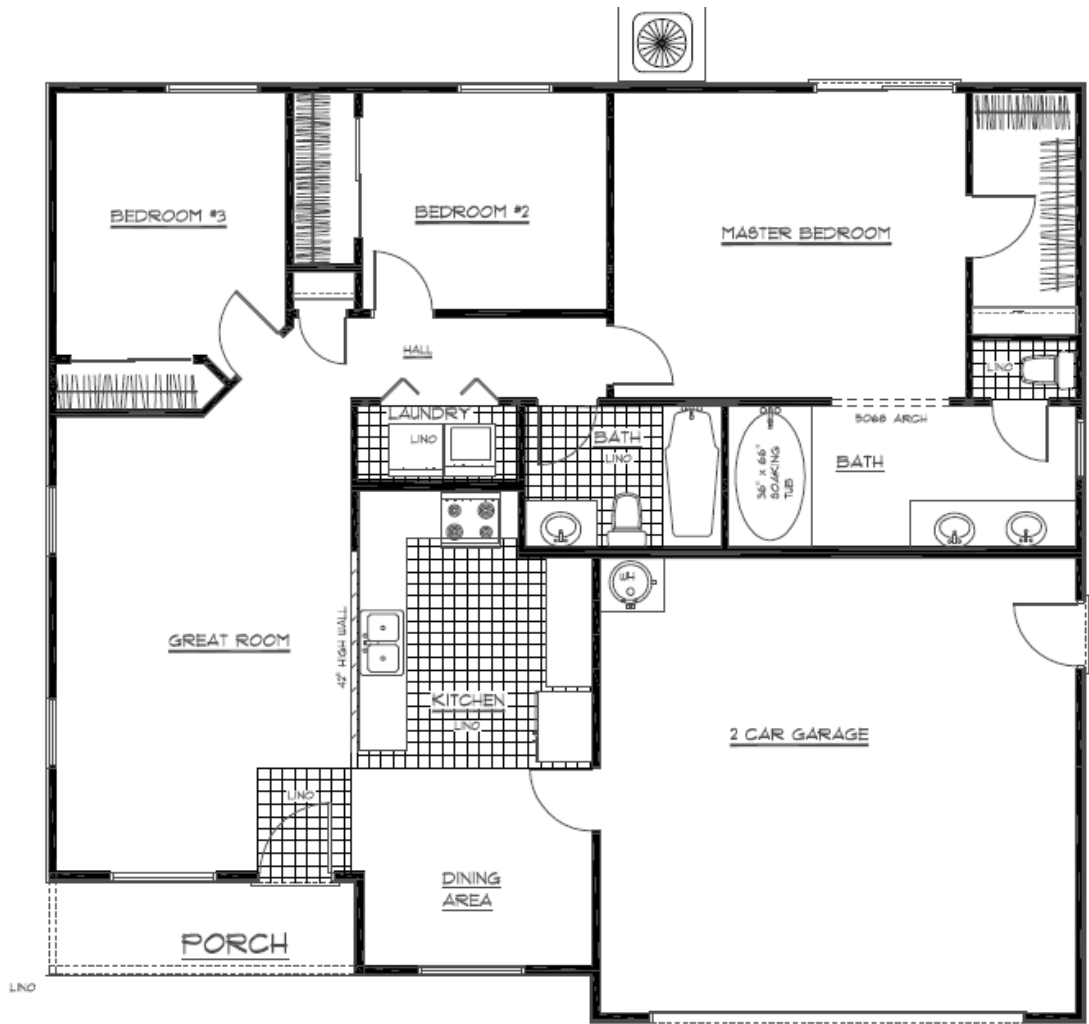 BEDROOM #3
BEDROOM #2
MASTER BEDROOM
HALL
LINO
LAUNDRY
LINO
BATH
LINO
36" x 66"
SOAKING
TUB
5068 ARCH
BATH
WH
GREAT ROOM
42" HIGH WALL
KITCHEN
LINO
2 CAR GARAGE
LINO
DINING
AREA
PORCH
LINO